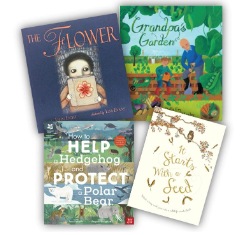 THE FLOWER
Grandpa's
Garden
How to
HELP
a Hedgehog
and
PROTECT
a Polar
Bear
It
Starts
With a
Seed